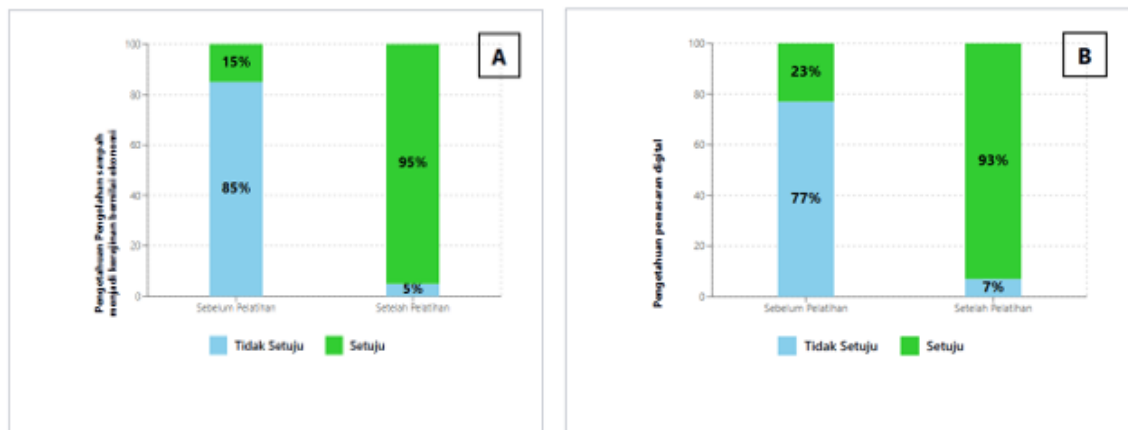 A
Pengetahuan Pengolahan sampah
menjadi kerajinan bernilai ekonomi
100
80
60
40
20
0
15%
85%
95%
5%
Sebelum Pelatihan
Setelah Pelatihan
Tidak Setuju
Setuju
B
Pengetahuan pemasaran digital
100
80
60
40
20
0
23%
77%
93%
7%
Sebelum Pelatihan
Setelah Pelatihan
Tidak Setuju
Setuju